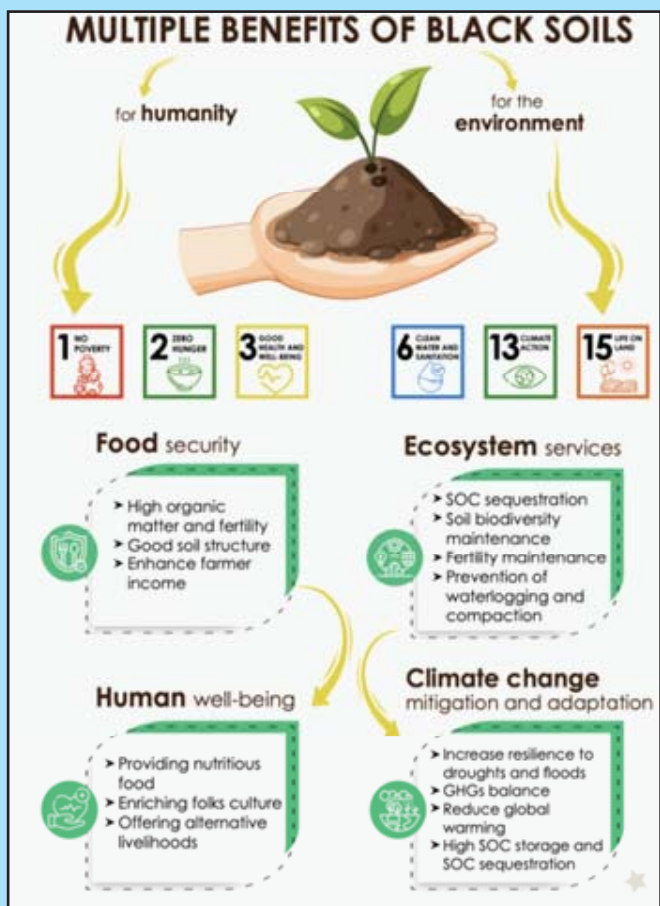 MULTIPLE BENEFITS OF BLACK SOILS
for humanity
for the
environment
1 NO
POVERTY
2 ZERO
HUNGER
3 GOOD
HEALTH AND
WELL-BEING
6 CLEAN
WATER AND
SANITATION
13 CLIMATE
ACTION
15 LIFE ON
LAND
Food security
➤ High organic
matter and fertility
➤ Good soil structure
➤ Enhance farmer
income
Ecosystem services
➤ SOC sequestration
➤ Soil biodiversity
maintenance
➤ Fertility maintenance
➤ Prevention of
waterlogging and
compaction
Human well-being
➤ Providing nutritious
food
➤ Enriching folks culture
➤ Offering alternative
livelihoods
Climate change
mitigation and adaptation
➤ Increase resilience to
droughts and floods
➤ GHGs balance
➤ Reduce global
warming
➤ High SOC storage and
SOC sequestration